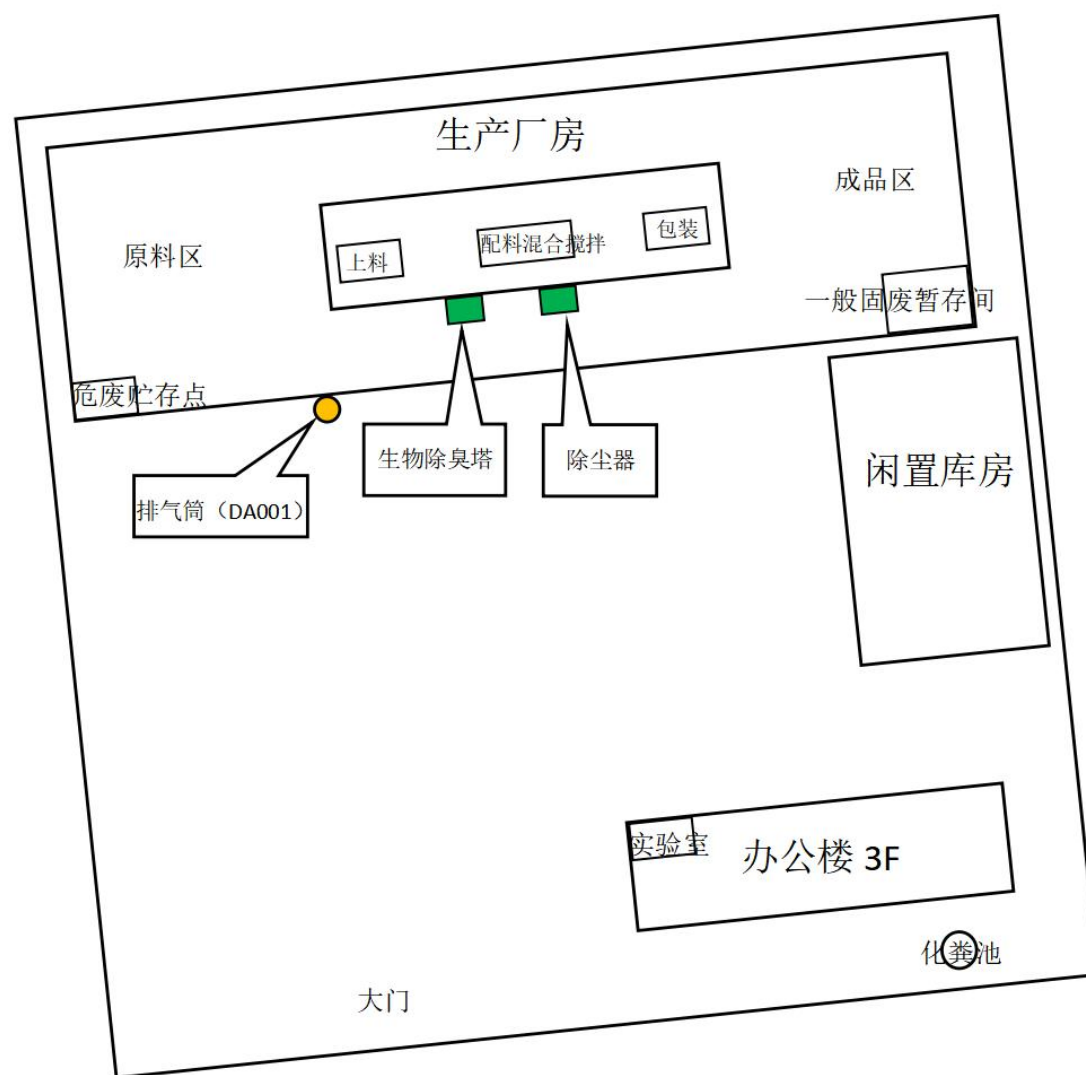 生产厂房
成品区
原料区
上料
配料混合搅拌
包装
一般固废暂存间
危废贮存点
排气筒（DA001）
生物除臭塔
除尘器
闲置库房
实验室
办公楼 3F
化粪池
大门